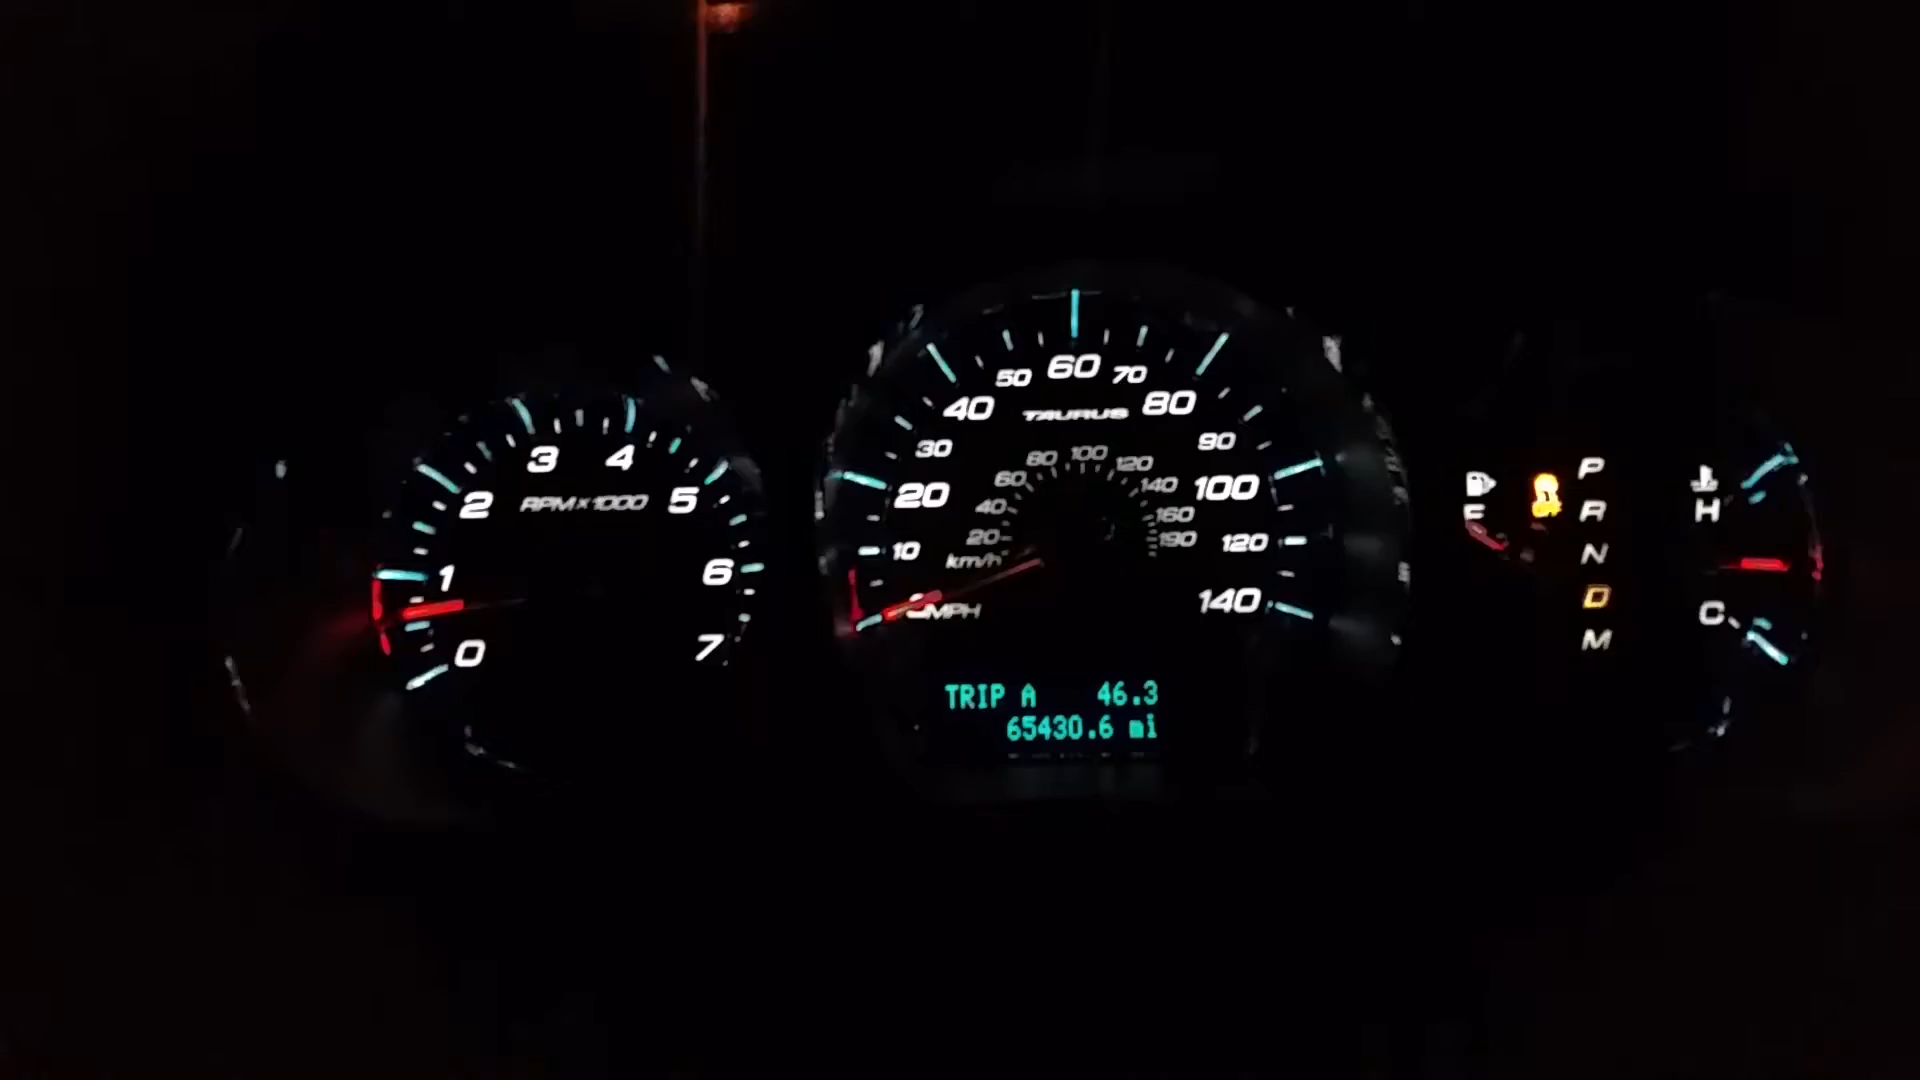 50 60 70
40 TAURUS 80
30 90
80 100 120
60 140
3 4
2 RPM×1000 5
20 40 160 100
20 190
10 km/h 120
1 6
MPH 140
0 7
TRIP A 46.3
65430.6 mi
F
P
R
N
D
M
H
C